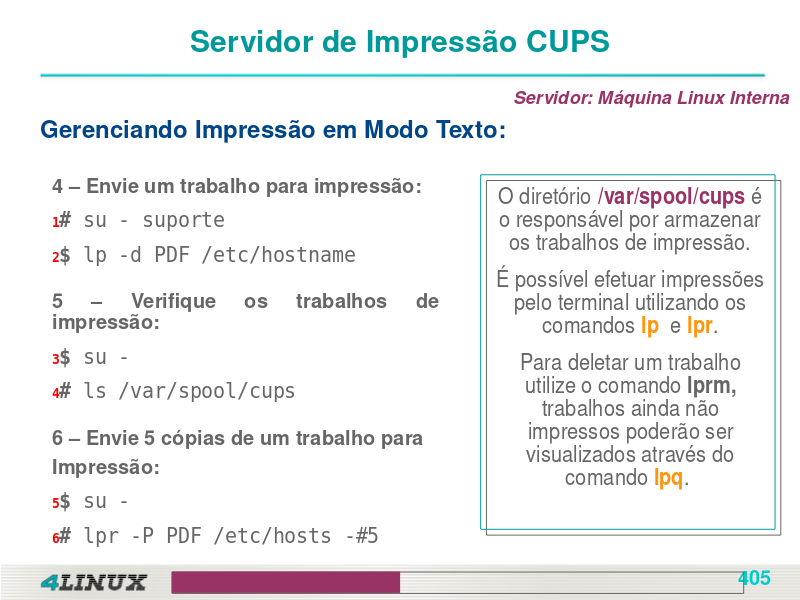 Servidor de Impressão CUPS
Servidor: Máquina Linux Interna
Gerenciando Impressão em Modo Texto:
4 – Envie um trabalho para impressão:
1# su - suporte
2$ lp -d PDF /etc/hostname
5 – Verifique os trabalhos de
impressão:
3$ su -
4# ls /var/spool/cups
6 – Envie 5 cópias de um trabalho para
Impressão:
5$ su -
6# lpr -P PDF /etc/hosts -#5
O diretório /var/spool/cups é
o responsável por armazenar
os trabalhos de impressão.
É possível efetuar impressões
pelo terminal utilizando os
comandos lp e lpr.
Para deletar um trabalho
utilize o comando lprm,
trabalhos ainda não
impressos poderão ser
visualizados através do
comando lpq.
4LINUX
405